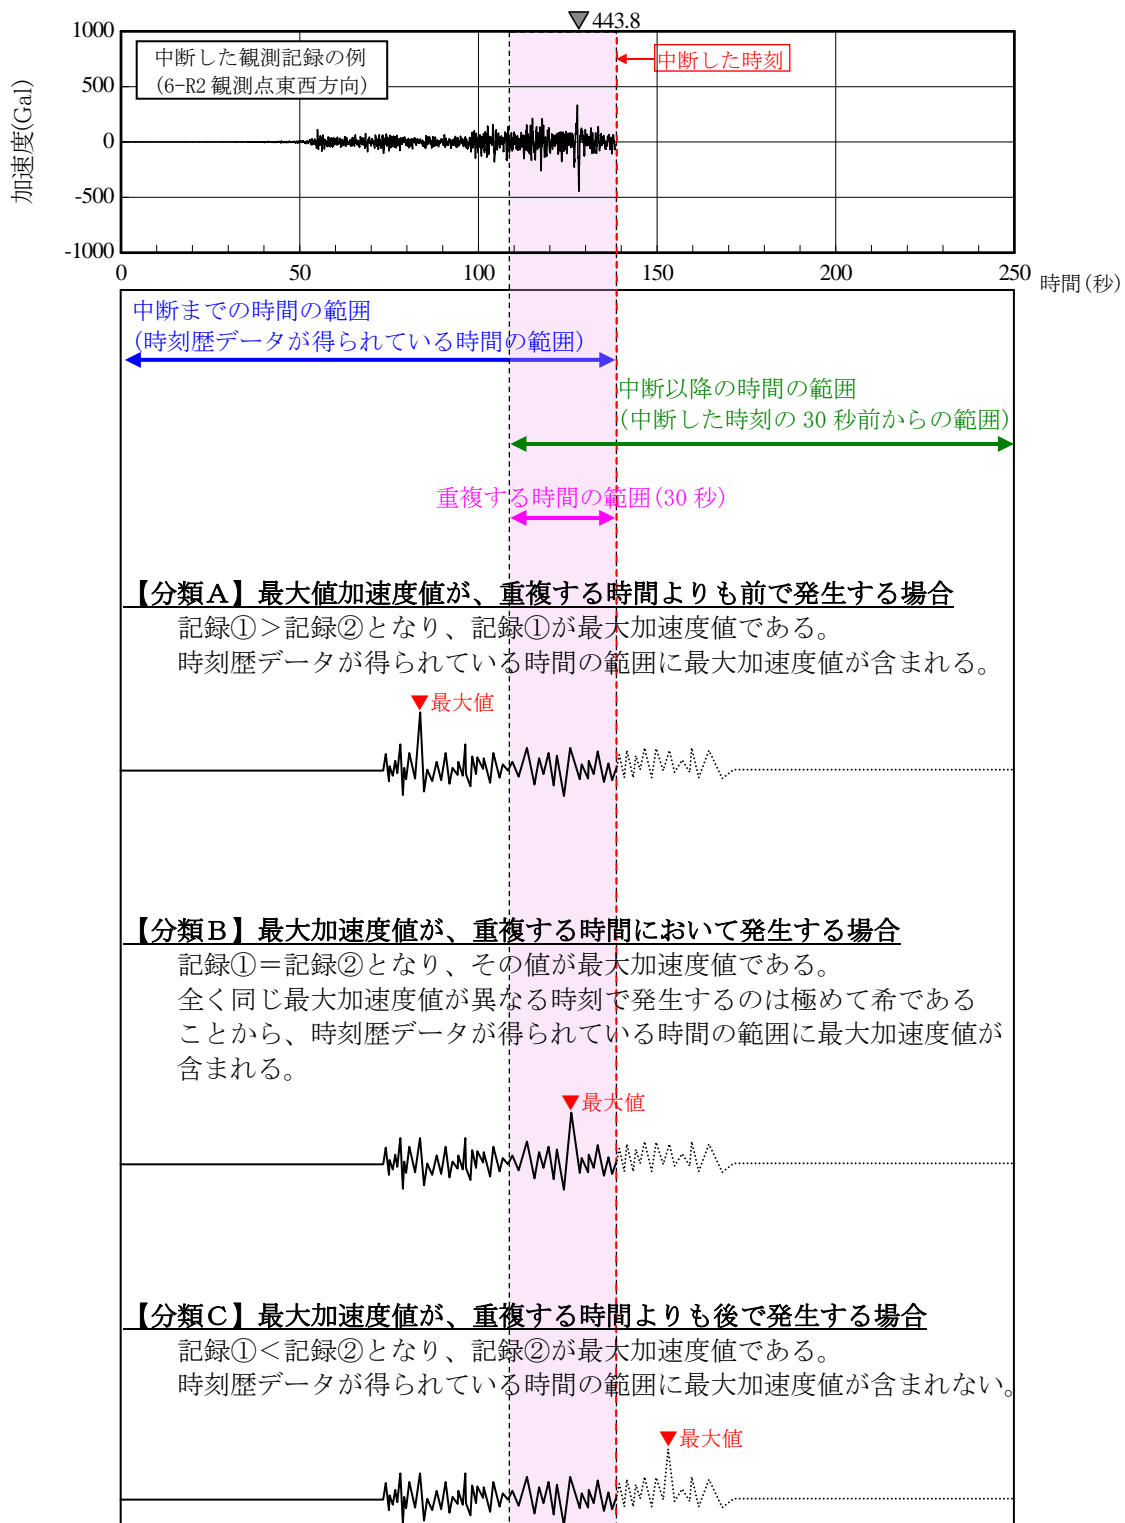 443.8
1000
500
0
-500
-1000
加速度(Gal)
中断した観測記録の例
(6-R2 観測点東西方向)
中断した時刻
0 50 100 150 200 250
時間(秒)
中断までの時間の範囲
(時刻歴データが得られている時間の範囲)
中断以降の時間の範囲
(中断した時刻の 30 秒前からの範囲)
重複する時間の範囲(30 秒)
【分類A】最大値加速度値が、重複する時間よりも前で発生する場合
記録①＞記録②となり、記録①が最大加速度値である。
時刻歴データが得られている時間の範囲に最大加速度値が含まれる。
▼最大値
【分類B】最大加速度値が、重複する時間において発生する場合
記録①＝記録②となり、その値が最大加速度値である。
全く同じ最大加速度値が異なる時刻で発生するのは極めて希である
ことから、時刻歴データが得られている時間の範囲に最大加速度値が
含まれる。
▼最大値
【分類C】最大加速度値が、重複する時間よりも後で発生する場合
記録①＜記録②となり、記録②が最大加速度値である。
時刻歴データが得られている時間の範囲に最大加速度値が含まれない。
▼最大値